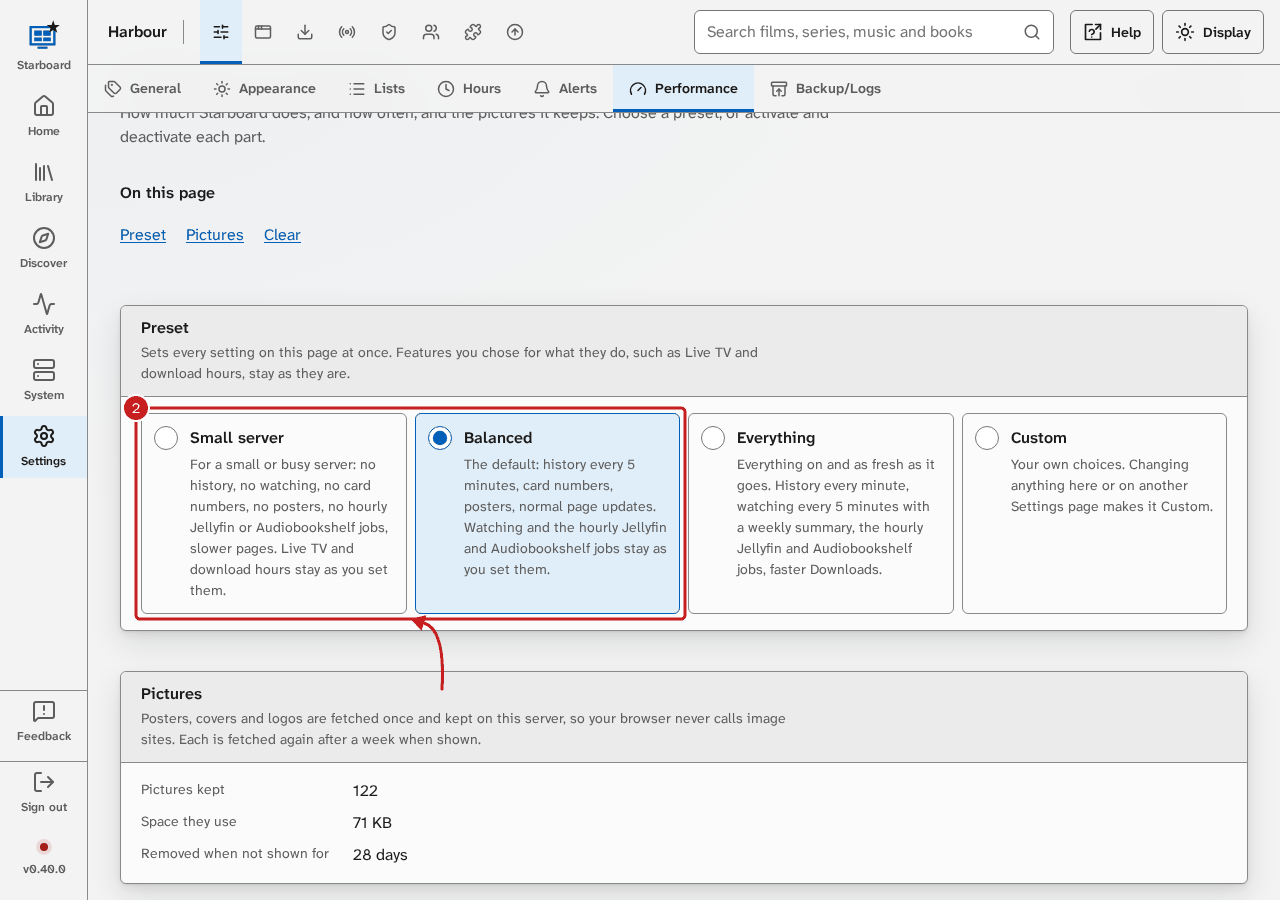 Starboard
Home
Library
Discover
Activity
System
Settings
Feedback
Sign out
v0.40.0
Harbour
Search films, series, music and books
Help
Display
General
Appearance
Lists
Hours
Alerts
Performance
Backup/Logs
How much Starboard does, and how often, and the pictures it keeps. Choose a preset, or activate and
deactivate each part.
On this page
Preset
Pictures
Clear
Preset
Sets every setting on this page at once. Features you chose for what they do, such as Live TV and
download hours, stay as they are.
2
Small server
For a small or busy server: no
history, no watching, no card
numbers, no posters, no hourly
Jellyfin or Audiobookshelf jobs,
slower pages. Live TV and
download hours stay as you set
them.
Balanced
The default: history every 5
minutes, card numbers,
posters, normal page updates.
Watching and the hourly Jellyfin
and Audiobookshelf jobs stay as
you set them.
Everything
Everything on and as fresh as it
goes. History every minute,
watching every 5 minutes with
a weekly summary, the hourly
Jellyfin and Audiobookshelf
jobs, faster Downloads.
Custom
Your own choices. Changing
anything here or on another
Settings page makes it Custom.
Pictures
Posters, covers and logos are fetched once and kept on this server, so your browser never calls image
sites. Each is fetched again after a week when shown.
Pictures kept
122
Space they use
71 KB
Removed when not shown for
28 days